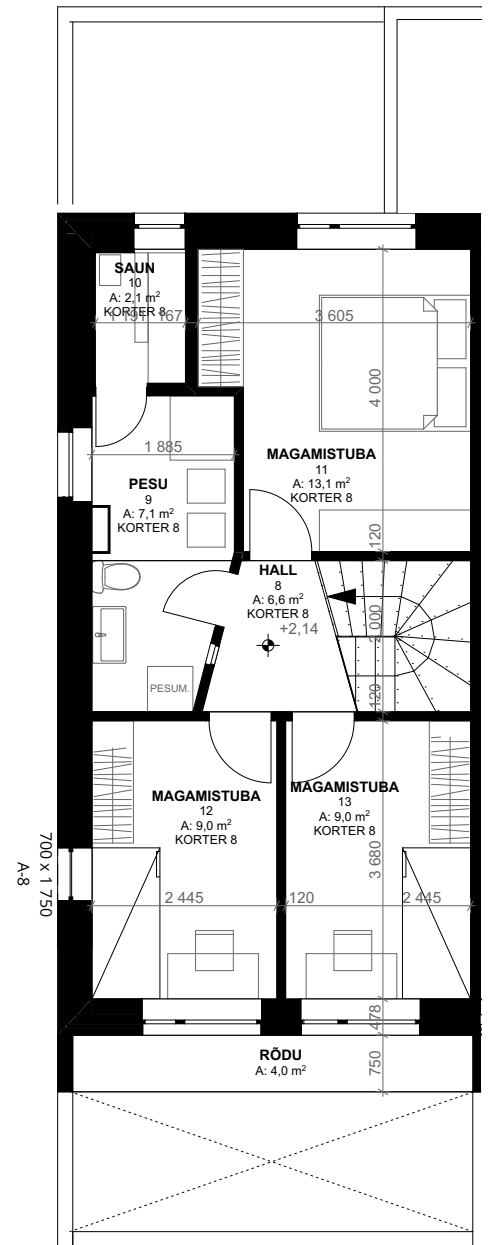 SAUN
10
A: 2,1 m²
KORTER 8
167
3 605
4 000
1 885
MAGAMISTUBA
11
A: 13,1 m²
KORTER 8
PESU
9
A: 7,1 m²
KORTER 8
120
HALL
8
A: 6,6 m²
KORTER 8
+2,14
2 000
PESUM.
120
MAGAMISTUBA
12
A: 9,0 m²
KORTER 8
MAGAMISTUBA
13
A: 9,0 m²
KORTER 8
3 680
700 x 1 750
A-8
2 445
120
2 445
478
RÕDU
A: 4,0 m²
750